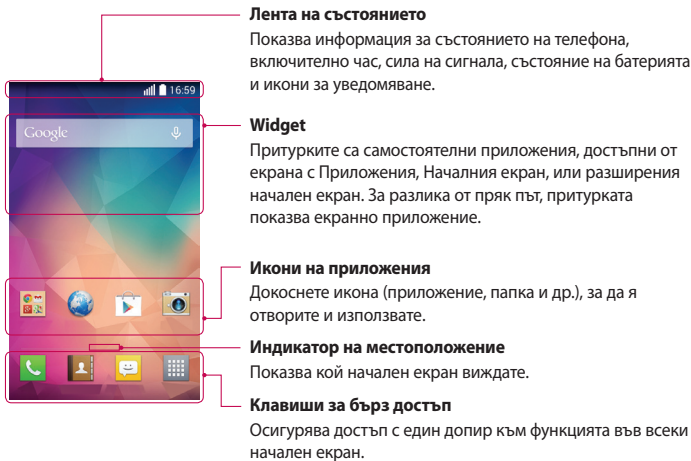 Лента на състоянието
Показва информация за състоянието на телефона,
включително час, сила на сигнала, състояние на батерията
и икони за уведомяване.
16:59
Google
Widget
Притурките са самостоятелни приложения, достъпни от
екрана с Приложения, Началния екран, или разширения
начален екран. За разлика от пряк път, притурката
показва екранно приложение.
Икони на приложения
Докоснете икона (приложение, папка и др.), за да я
отворите и използвате.
Индикатор на местоположение
Показва кой начален екран виждате.
Клавиши за бърз достъп
Осигурява достъп с един допир към функцията във всеки
начален екран.